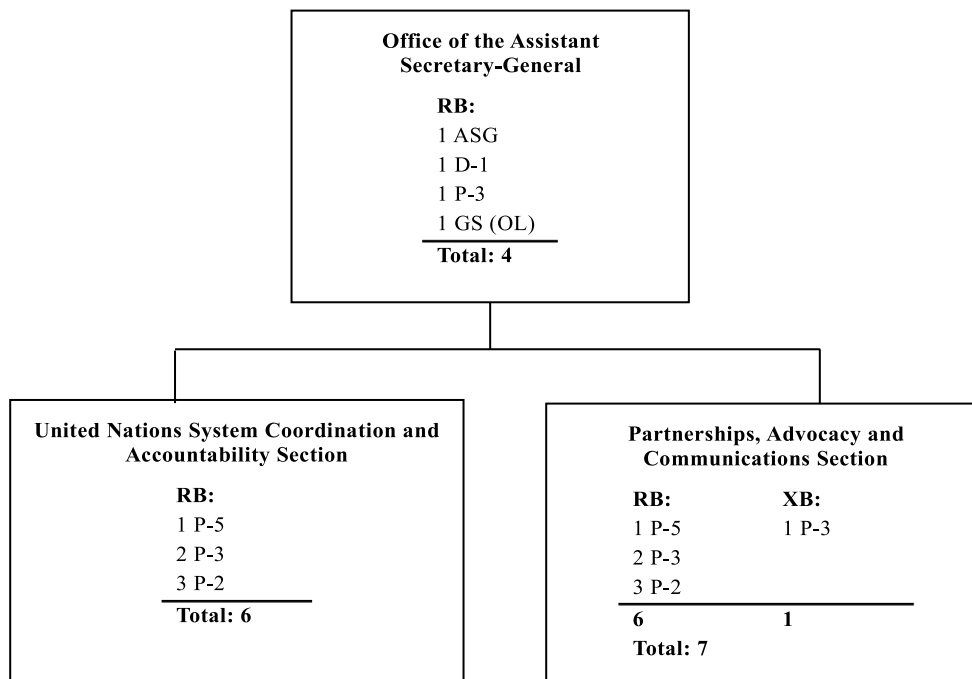 Office of the Assistant
Secretary-General
RB:
1 ASG
1 D-1
1 P-3
1 GS (OL)
Total: 4
United Nations System Coordination and
Accountability Section
RB:
1 P-5
2 P-3
3 P-2
Total: 6
Partnerships, Advocacy and
Communications Section
RB: XB:
1 P-5 1 P-3
2 P-3
3 P-2
6 1
Total: 7